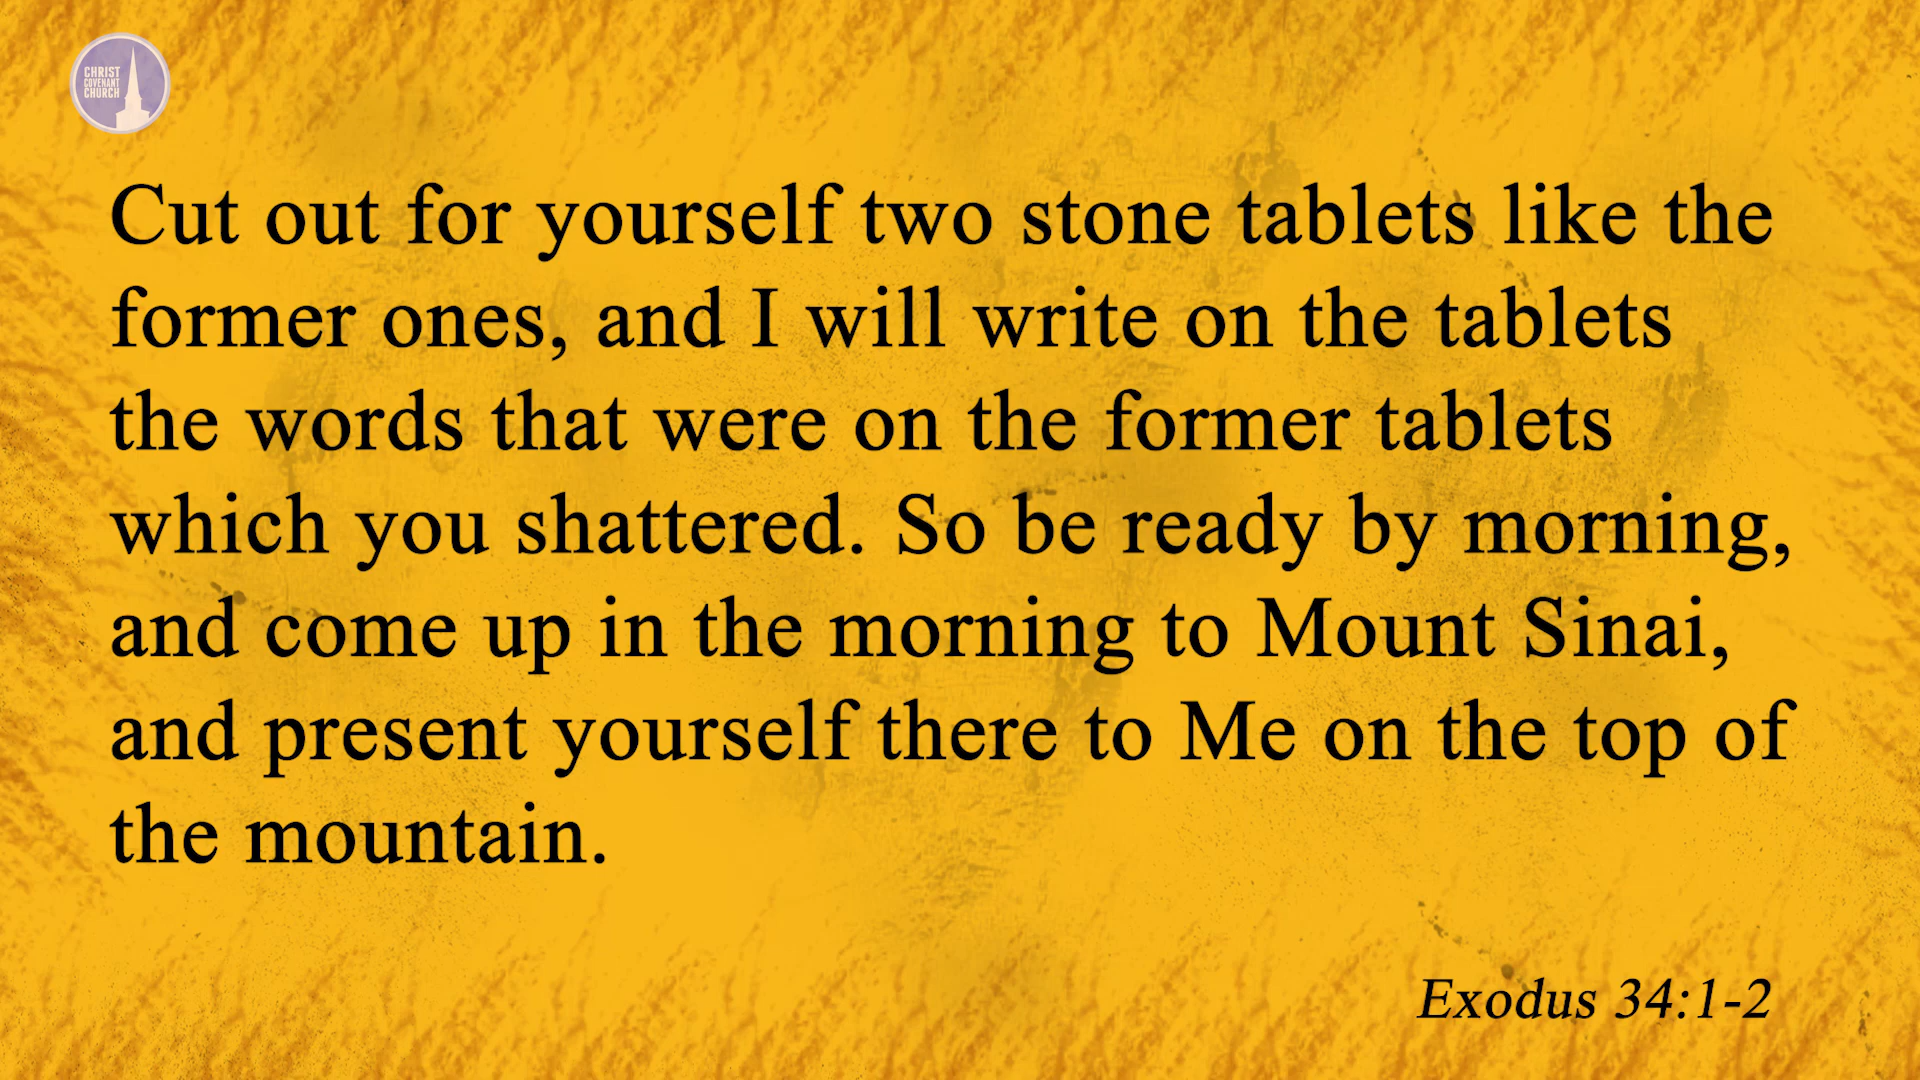 CHRIST
COVENANT
CHURCH
Cut out for yourself two stone tablets like the
former ones, and I will write on the tablets
the words that were on the former tablets
which you shattered. So be ready by morning,
and come up in the morning to Mount Sinai,
and present yourself there to Me on the top of
the mountain.
Exodus 34:1-2